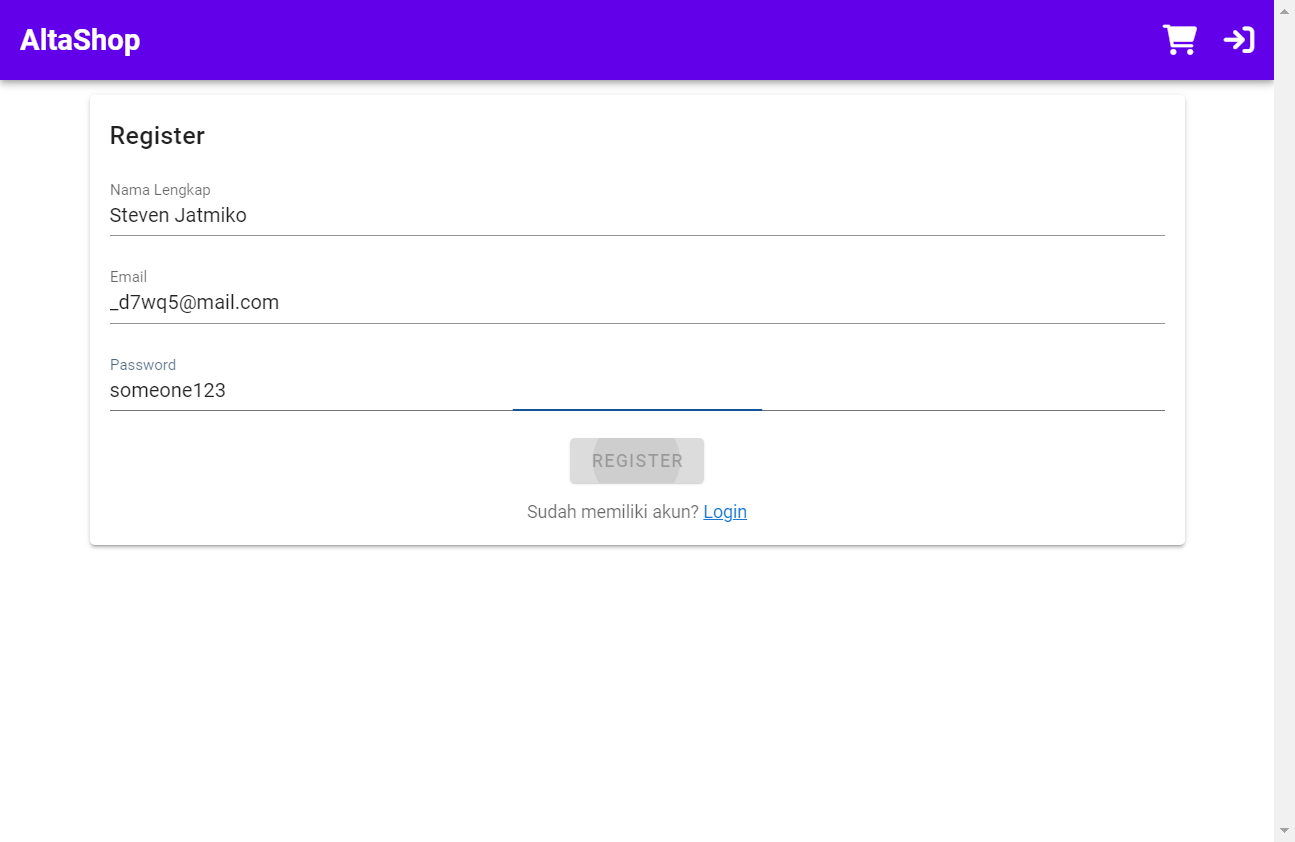 AltaShop
Register
Nama Lengkap
Steven Jatmiko
Email
_d7wq5@mail.com
Password
someone123
REGISTER
Sudah memiliki akun? Login